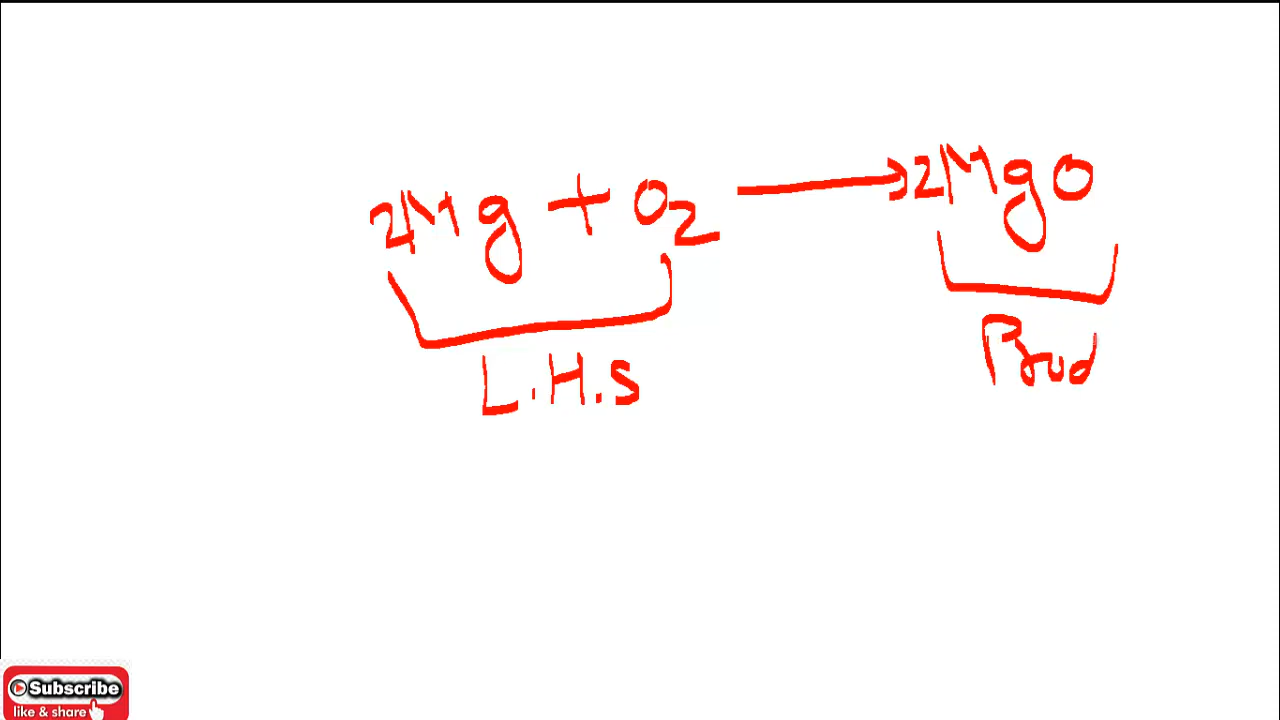 2Mg + O₂ → 2MgO
L.H.S Prod
Subscribe
like & share